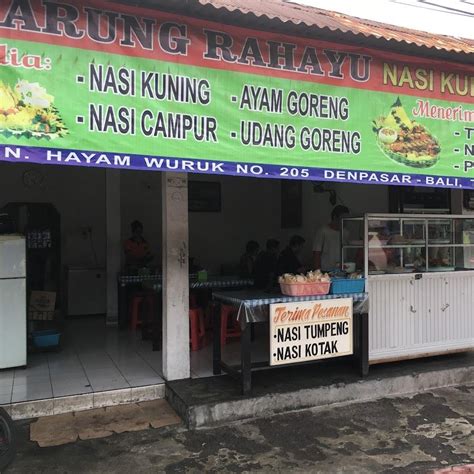 ARUNG RAHAYU
NASI KU
dia:
- NASI KUNING
- AYAM GORENG
- NASI CAMPUR
- UDANG GORENG
Menerim
- T
- N
- P
N. HAYAM WURUK NO. 205 DENPASAR - BALI,
Terima Pesanan
• NASI TUMPENG
• NASI KOTAK